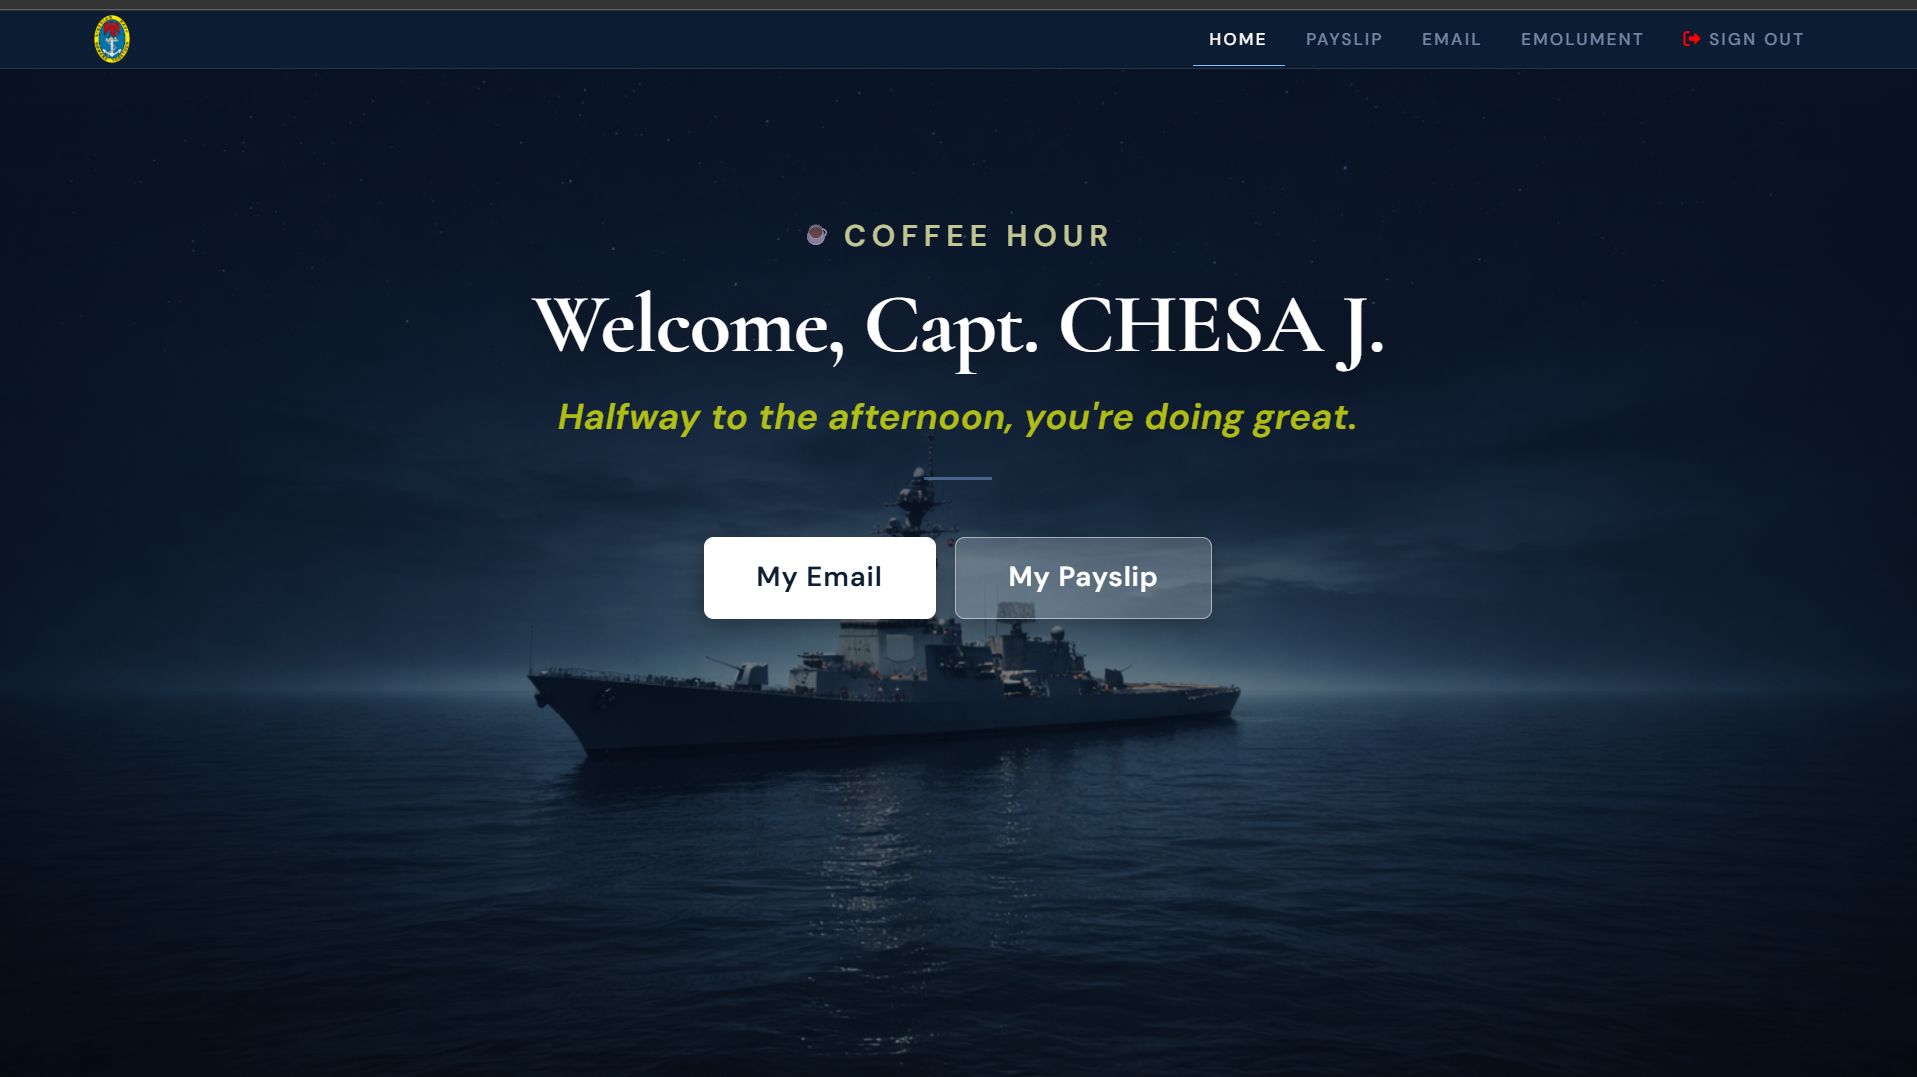 HOME PAYSLIP EMAIL EMOLUMENT SIGN OUT
COFFEE HOUR
Welcome, Capt. CHESA J.
Halfway to the afternoon, you're doing great.
My Email My Payslip